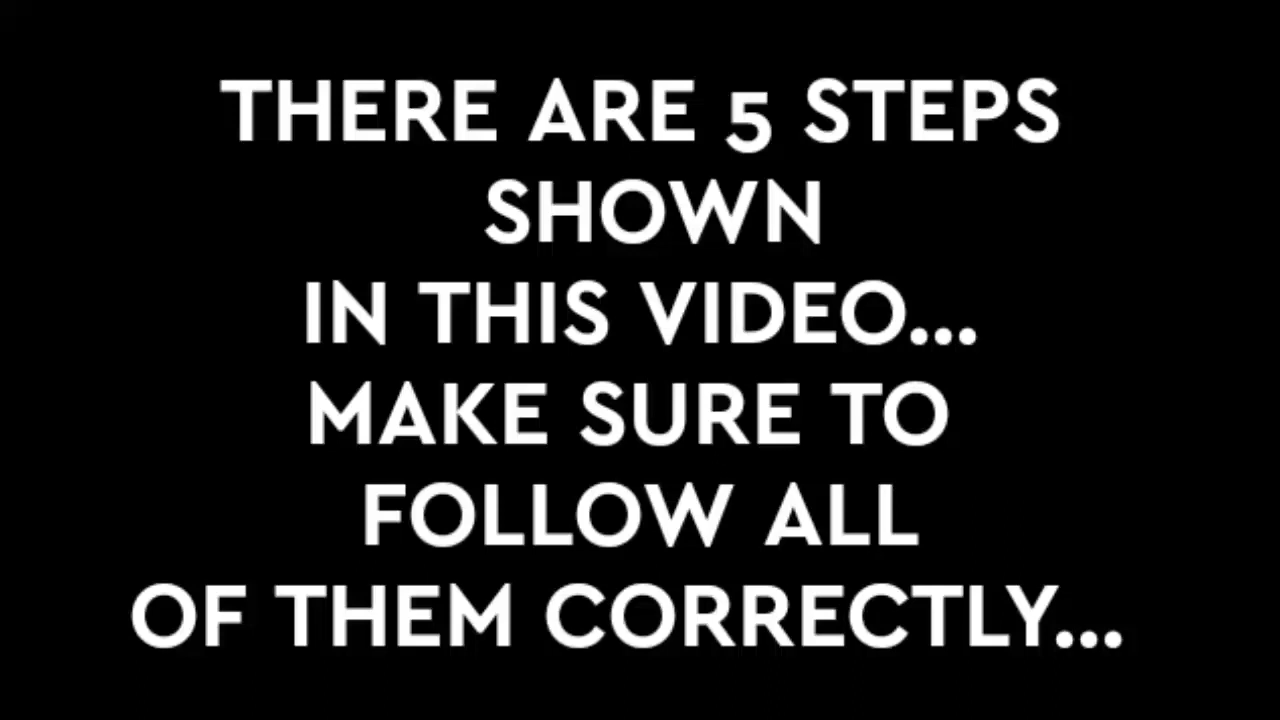 THERE ARE 5 STEPS
SHOWN
IN THIS VIDEO...
MAKE SURE TO
FOLLOW ALL
OF THEM CORRECTLY...